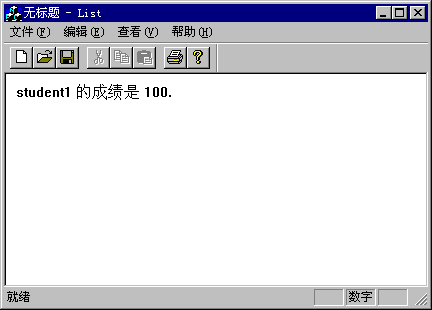 无标题 - List
文件(F) 编辑(E) 查看(V) 帮助(H)
student1 的成绩是 100.
就绪 数字